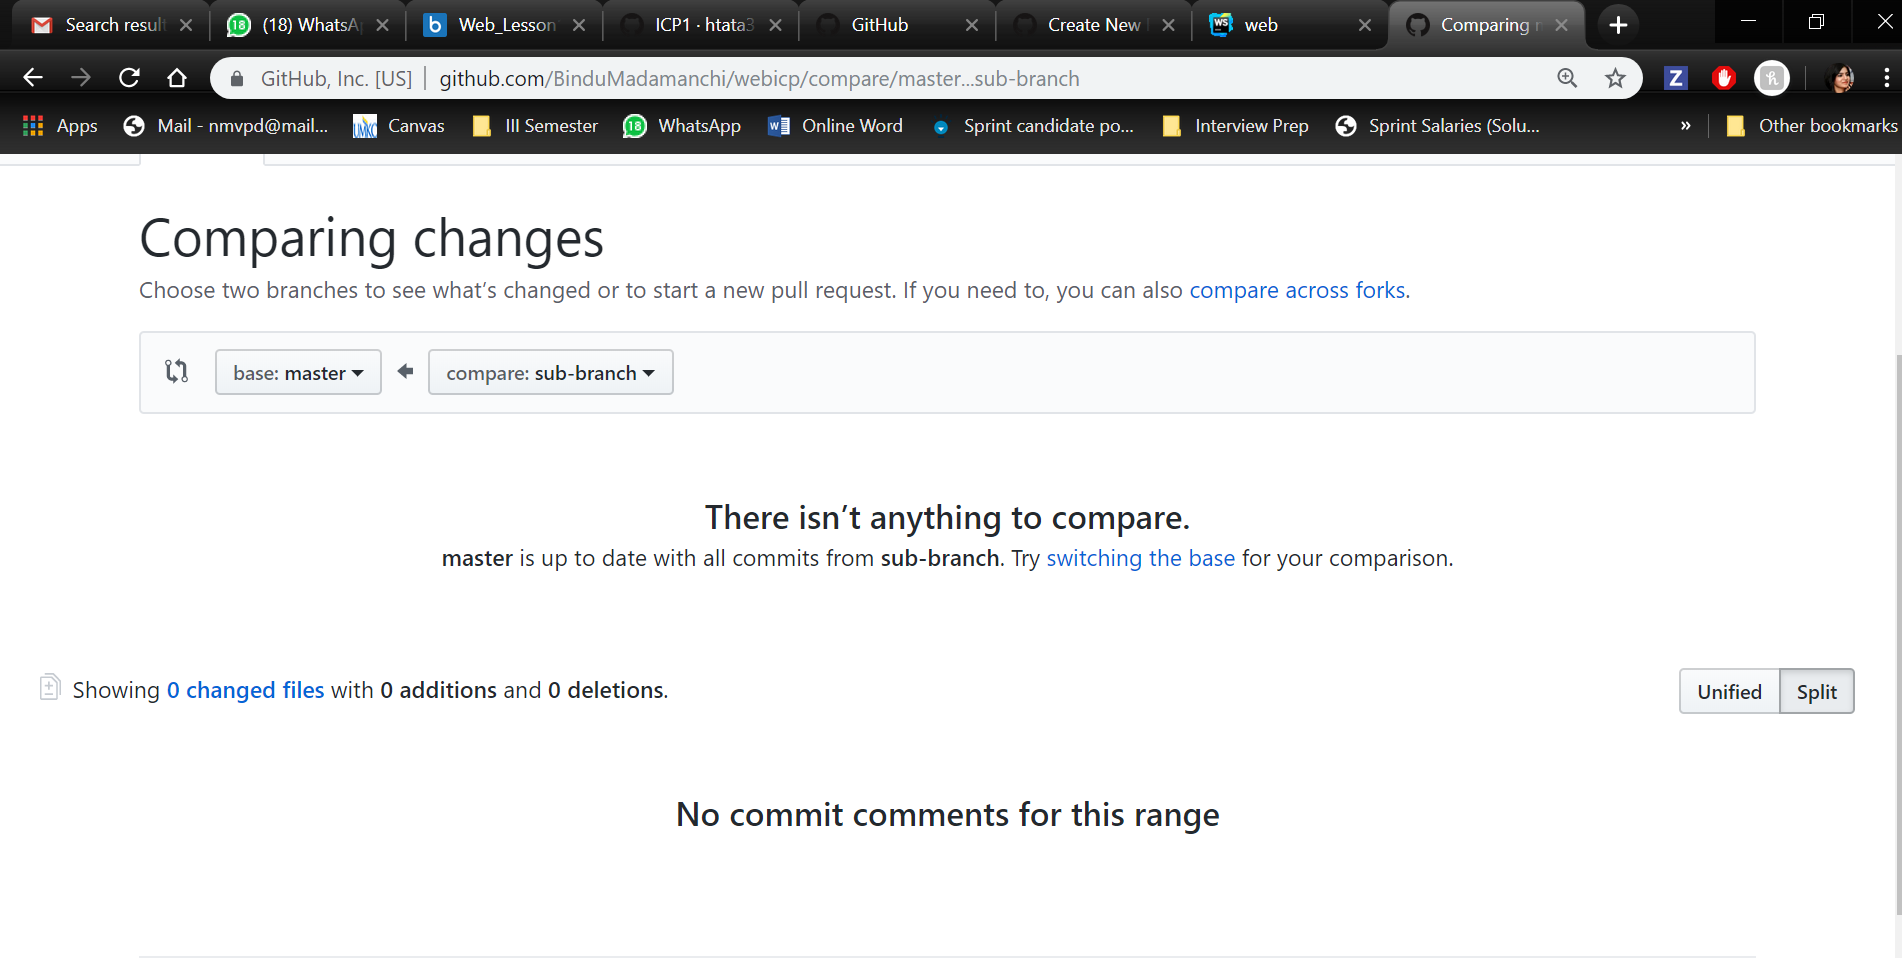 Search result
(18) WhatsAp
Web_Lesson
ICP1 · htata3
GitHub
Create New
web
Comparing m
GitHub, Inc. [US] | github.com/BinduMadamanchi/webicp/compare/master...sub-branch
Apps
Mail - nmvpd@mail...
Canvas
III Semester
WhatsApp
Online Word
Sprint candidate po...
Interview Prep
Sprint Salaries (Solu...
»
Other bookmarks
Comparing changes
Choose two branches to see what's changed or to start a new pull request. If you need to, you can also compare across forks.
base: master
compare: sub-branch
There isn't anything to compare.
master is up to date with all commits from sub-branch. Try switching the base for your comparison.
Showing 0 changed files with 0 additions and 0 deletions.
Unified
Split
No commit comments for this range